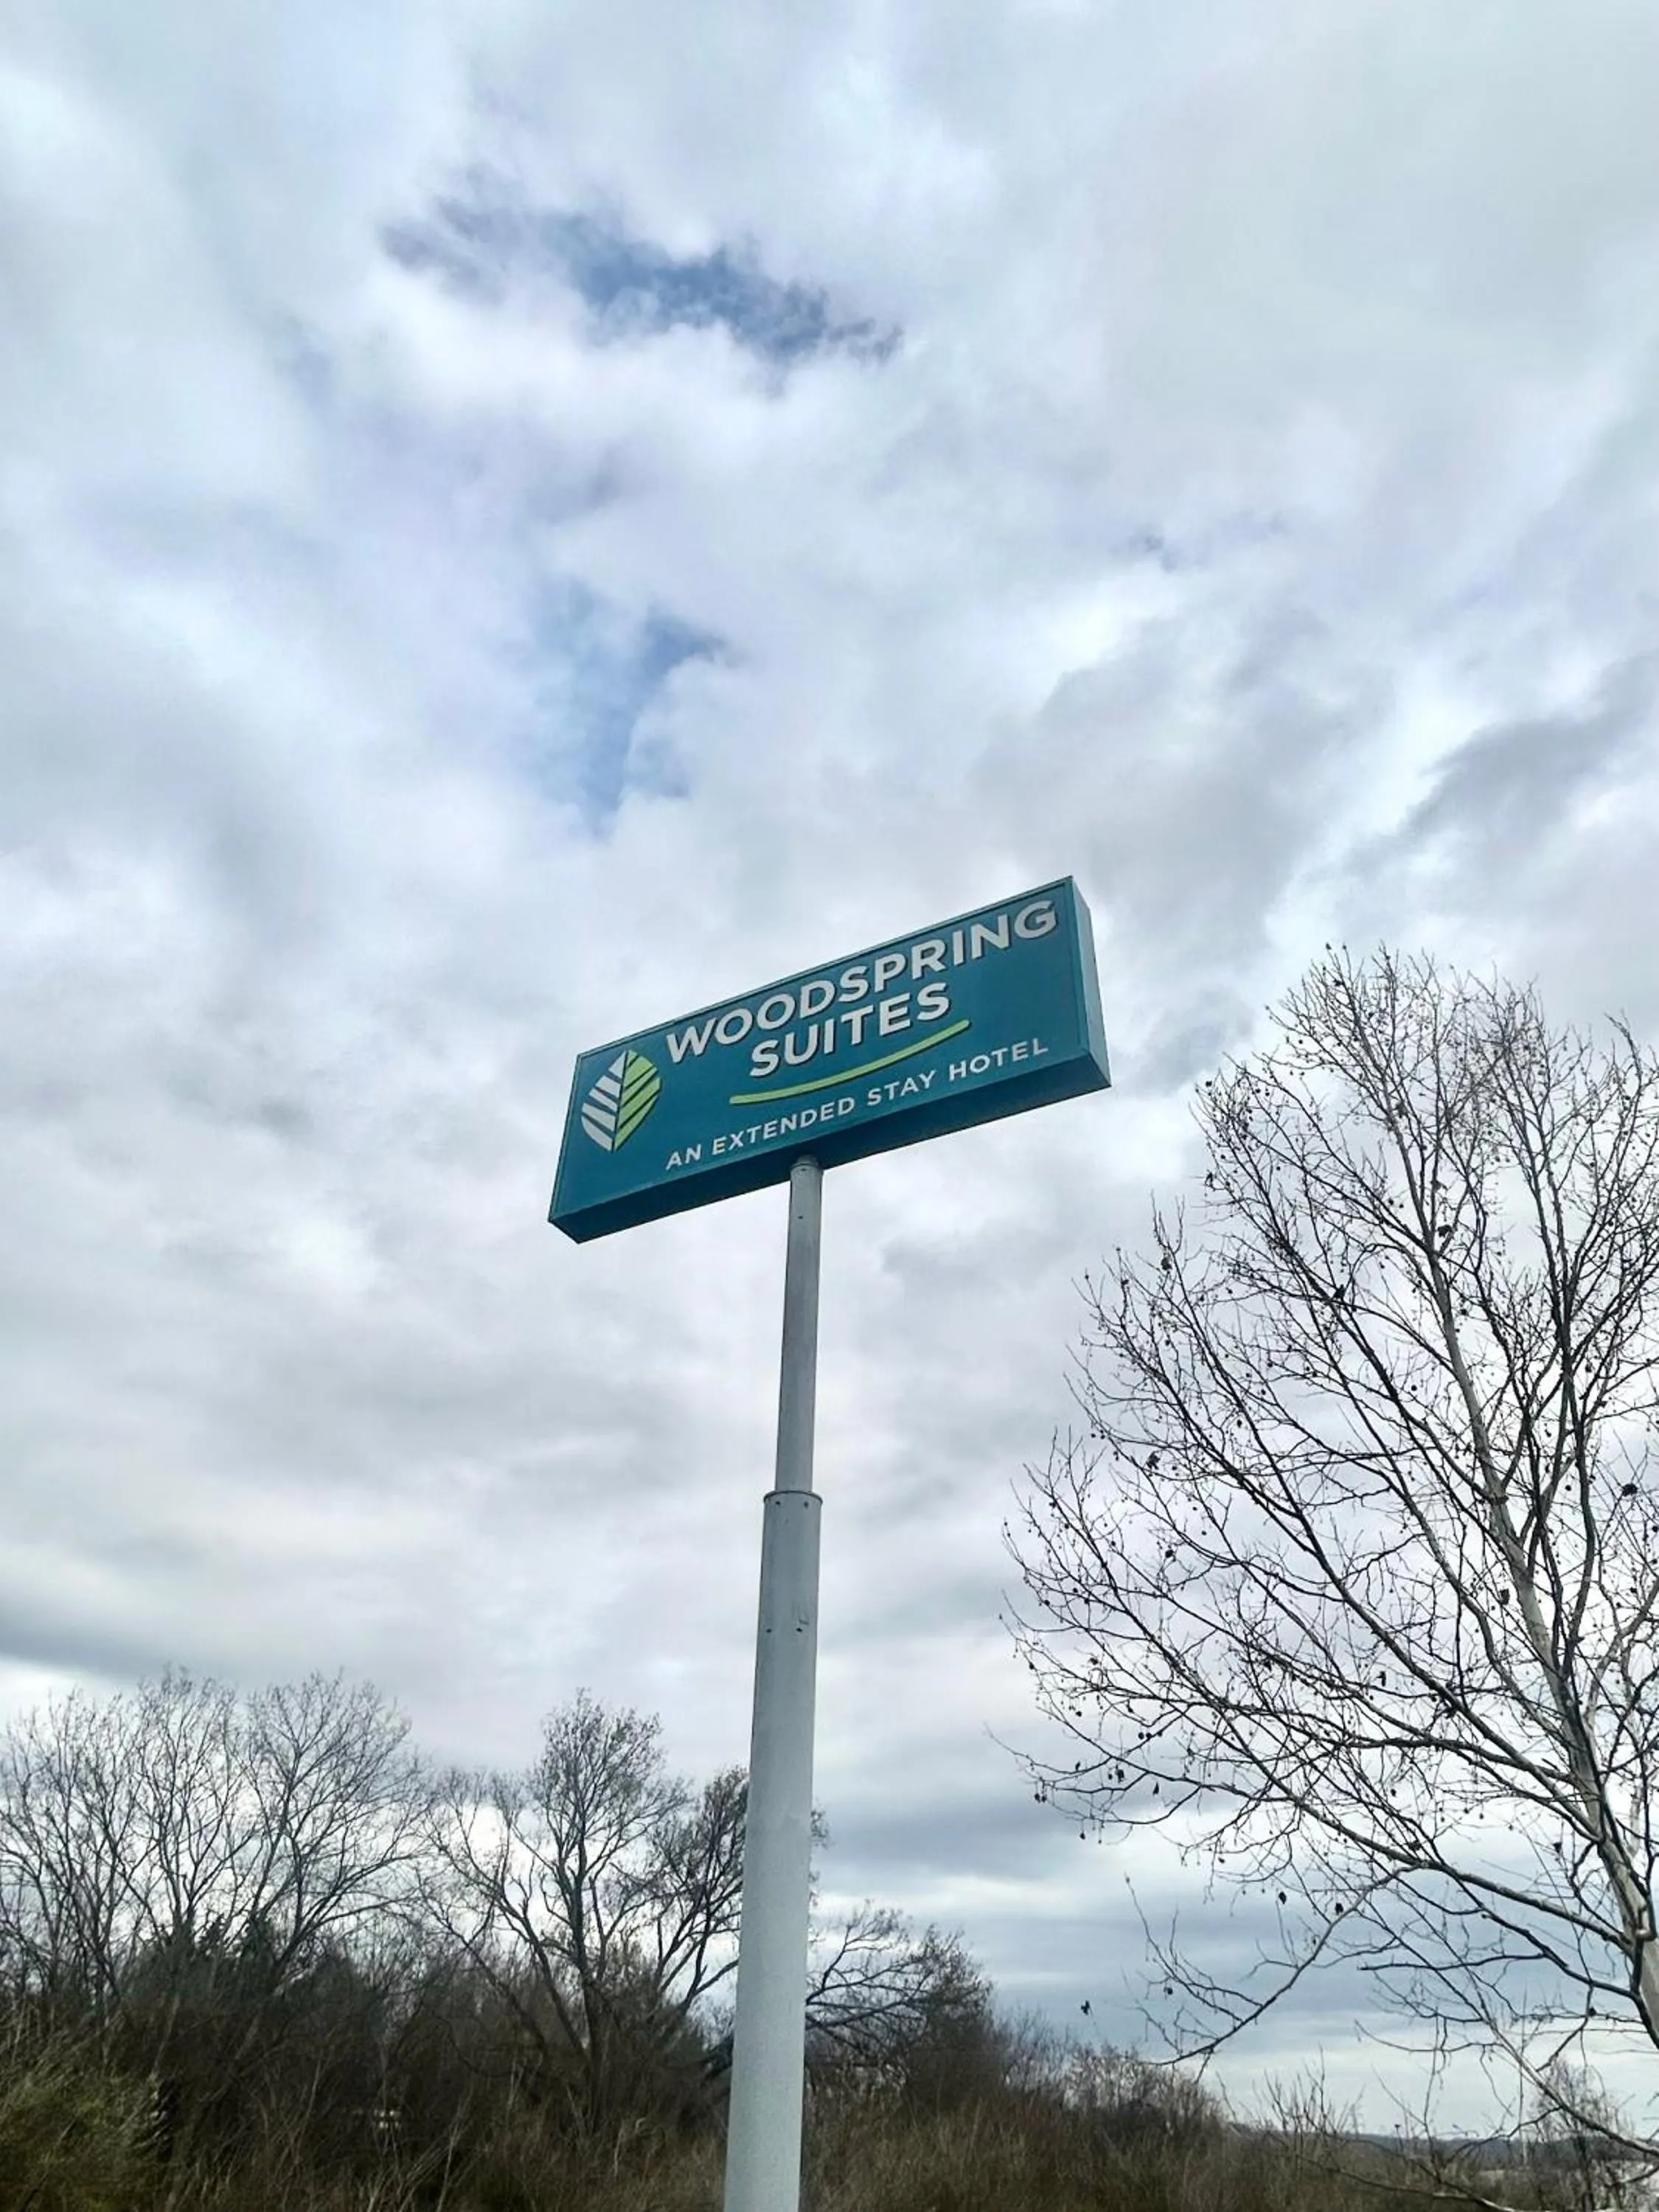 WOODSPRING
SUITES
AN EXTENDED STAY HOTEL